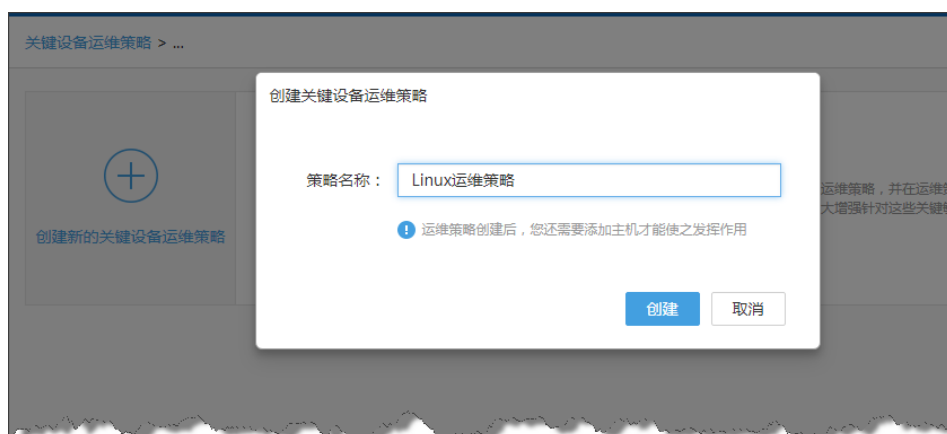 关键设备运维策略 > ...
创建关键设备运维策略
策略名称： Linux运维策略
! 运维策略创建后，您还需要添加主机才能使之发挥作用
创建 取消
创建新的关键设备运维策略
运维策略，并在运维
大增强针对这些关键